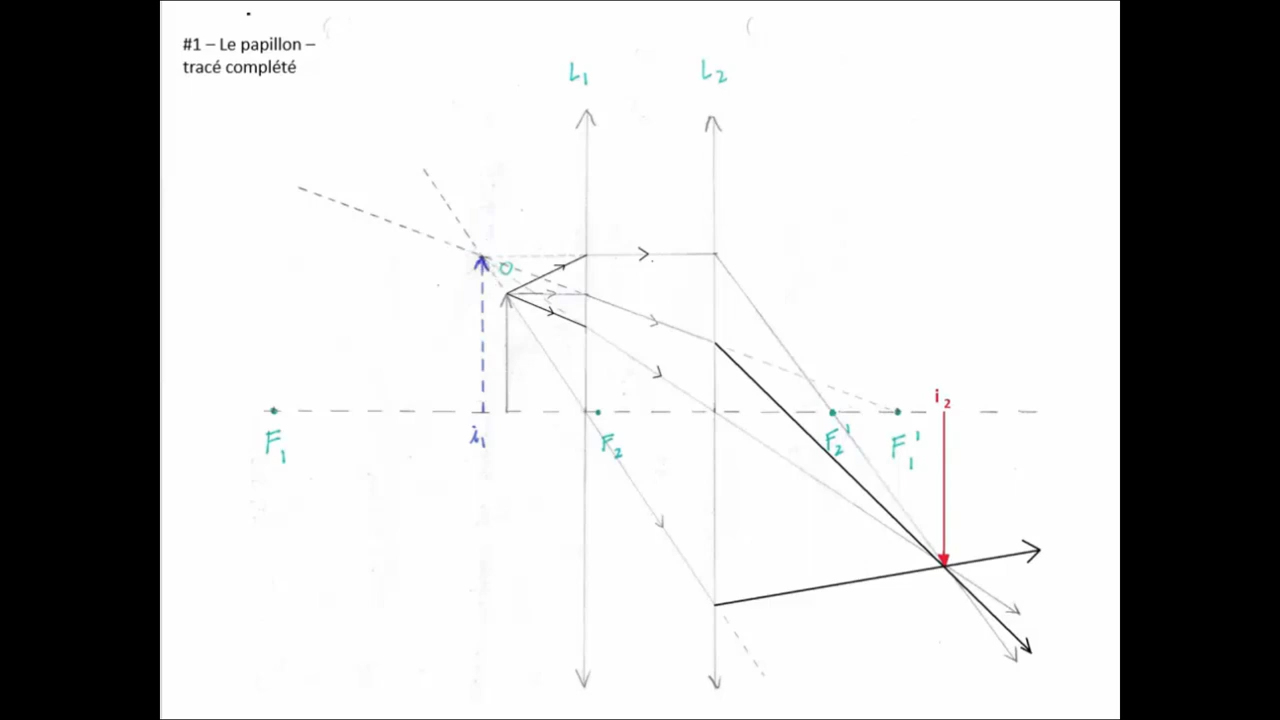 #1 – Le papillon –
tracé complété
L1
L2
O
i2
F1
i1
F2
F2'
F1'